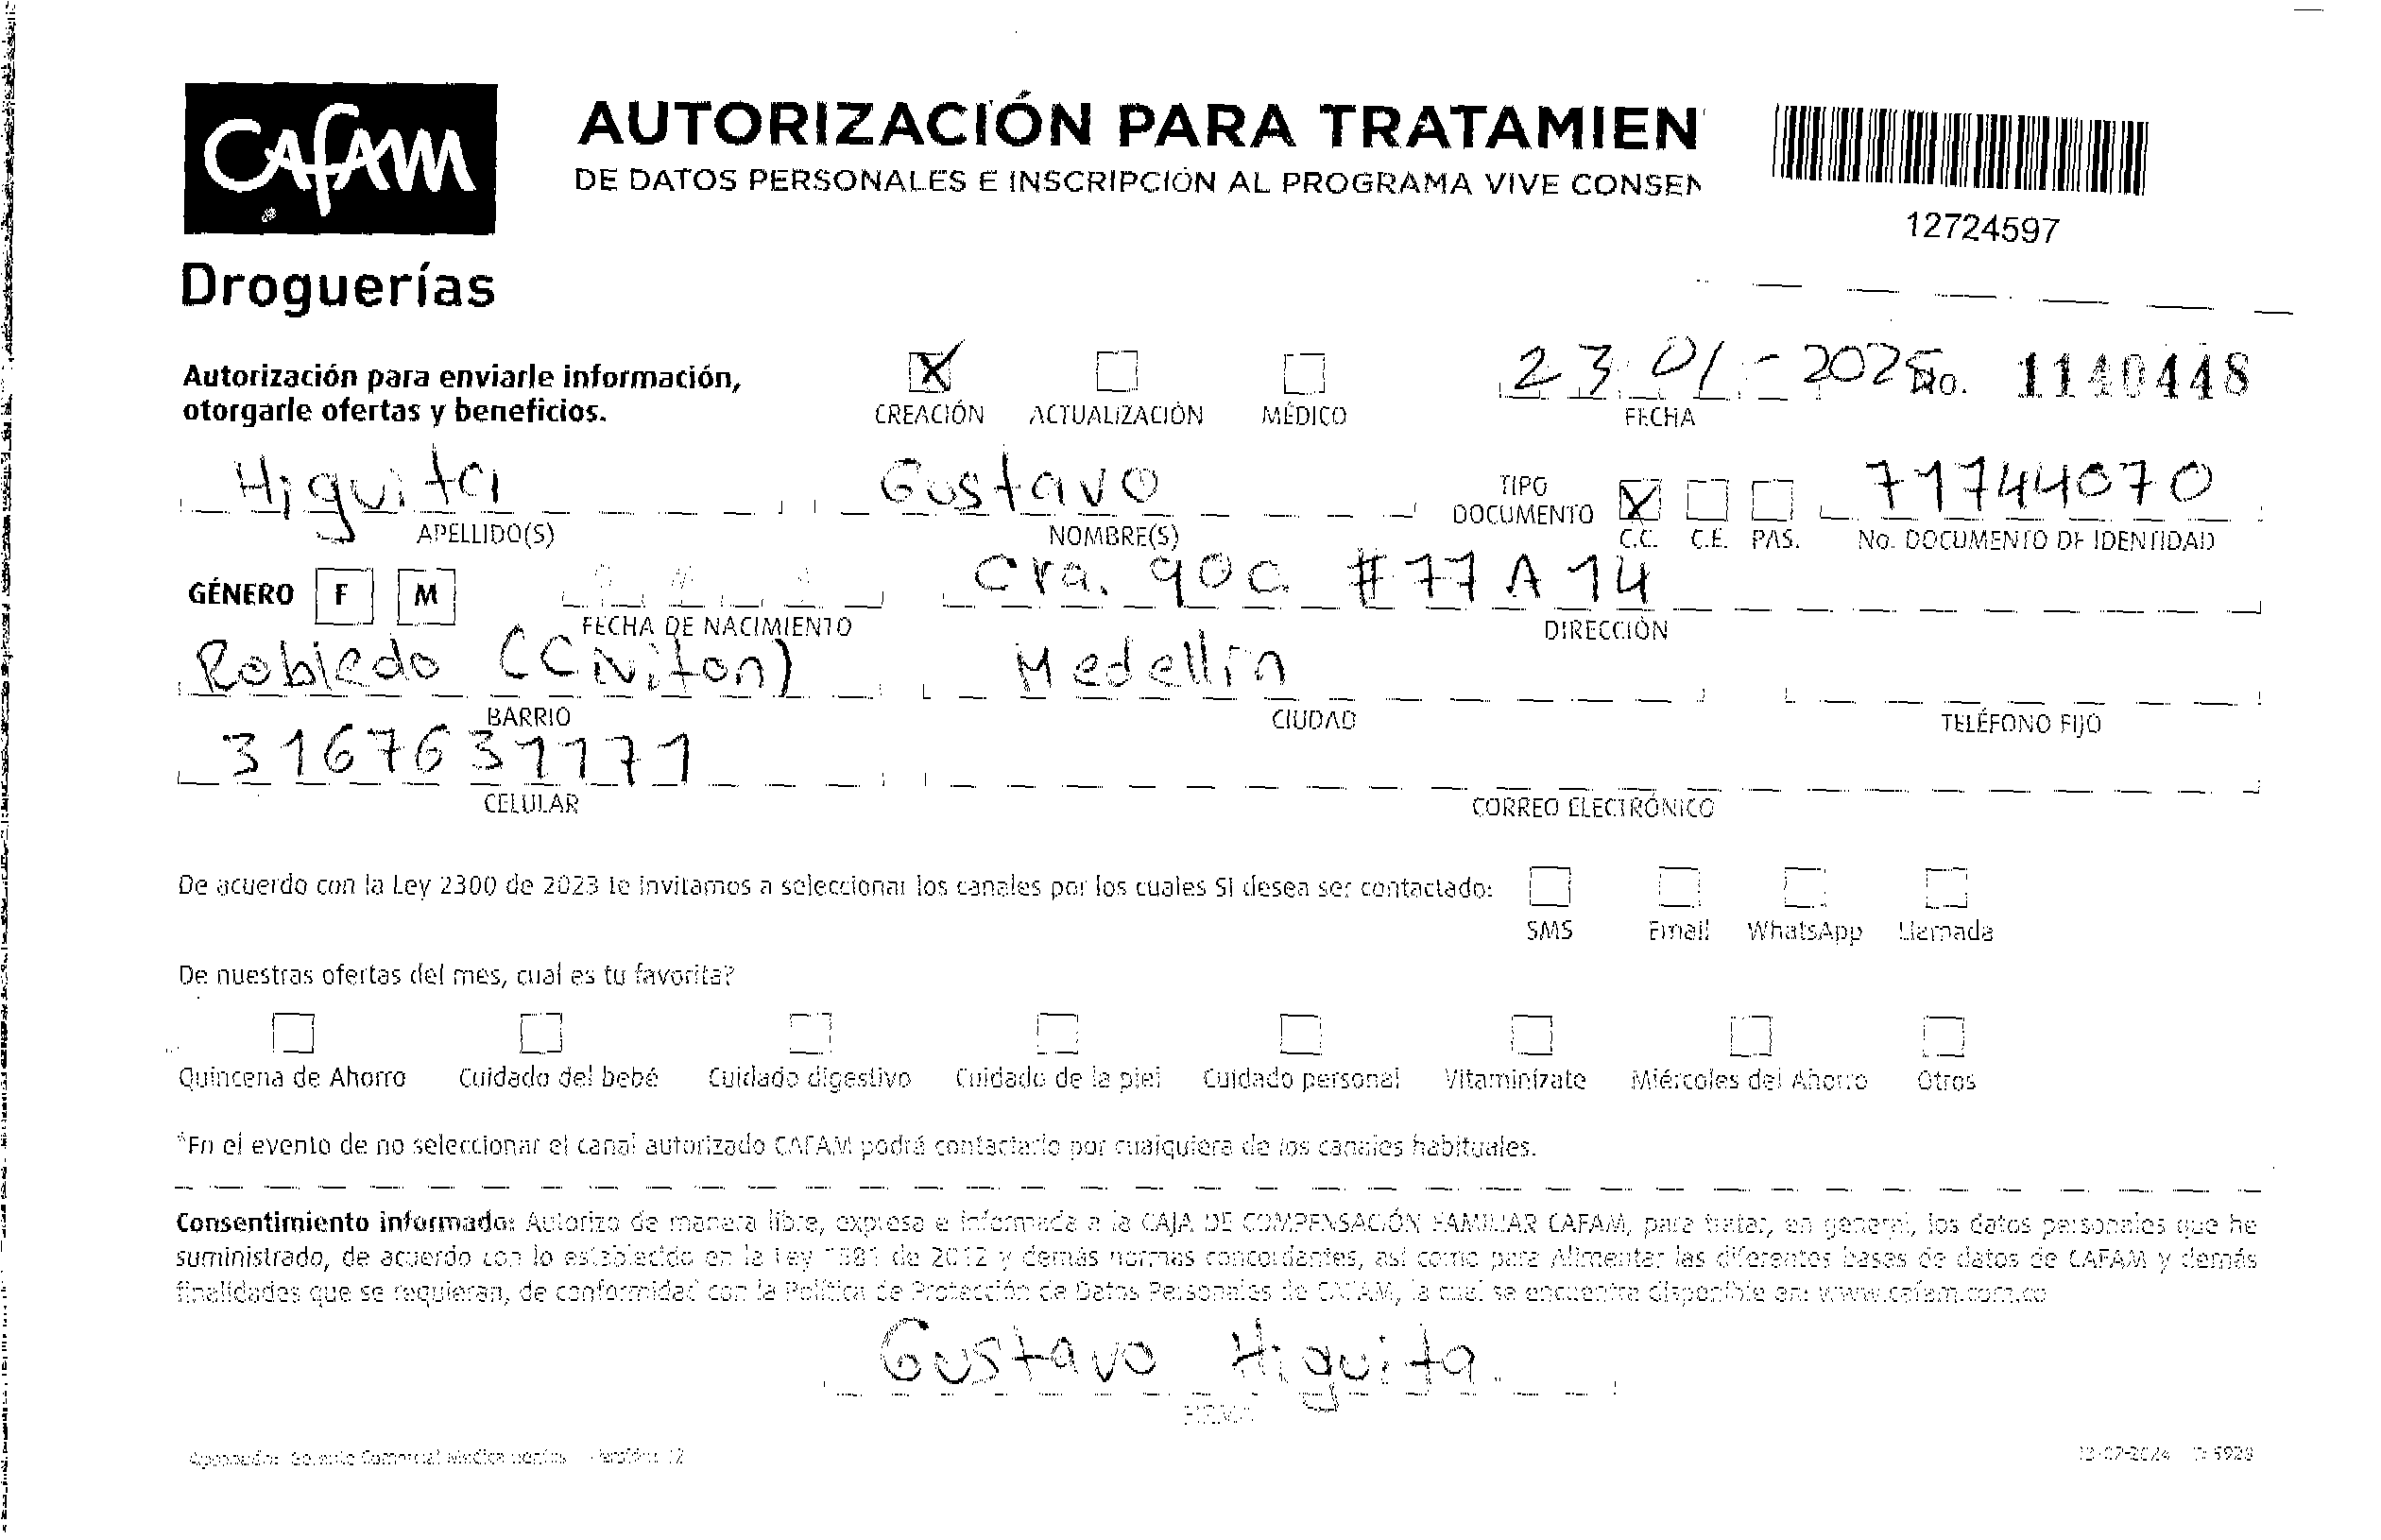 CAFAM
Droguerías
AUTORIZACIÓN PARA TRATAMIEN
DE DATOS PERSONALES E INSCRIPCIÓN AL PROGRAMA VIVE CONSEN
12724597
Autorización para enviarle información,
otorgarle ofertas y beneficios.
X
CREACIÓN ACTUALIZACIÓN MÉDICO
23 01 - 2025 No. 1140448
FECHA
Higuita Gustavo TIPO DOCUMENTO X 71744070
APELLIDO(S) NOMBRE(S) C.C. C.E. PAS. No. DOCUMENTO DE IDENTIDAD
GÉNERO F M Cra. 90c #77 A 14
FECHA DE NACIMIENTO DIRECCIÓN
Robledo Medellín
BARRIO CIUDAD TELÉFONO FIJO
3167631171
CELULAR CORREO ELECTRÓNICO
De acuerdo con la Ley 2300 de 2023 te invitamos a seleccionar los canales por los cuales SI desea ser contactado:
SMS Email WhatsApp Llamada
De nuestras ofertas del mes, cual es tu favorita?
Quincena de Ahorro Cuidado del bebé Cuidado digestivo Cuidado de la piel Cuidado personal Vitaminízate Miércoles del Ahorro Otros
*En el evento de no seleccionar el canal autorizado CAFAM podrá contactarlo por cualquiera de los canales habituales.
Consentimiento informado: Autorizo de manera libre, expresa e informada a la CAJA DE COMPENSACIÓN FAMILIAR CAFAM, para tratar, en general, los datos personales que he
suministrado, de acuerdo con lo establecido en la Ley 1581 de 2012 y demás normas concordantes, así como para Alimentar las diferentes bases de datos de CAFAM y demás
finalidades que se requieran, de conformidad con la Política de Protección de Datos Personales de CAFAM, la cual se encuentra disponible en: www.cafam.com.co
Gustavo Higuita.
FIRMA
Aprobado: Gerente Comercial Versión: 12